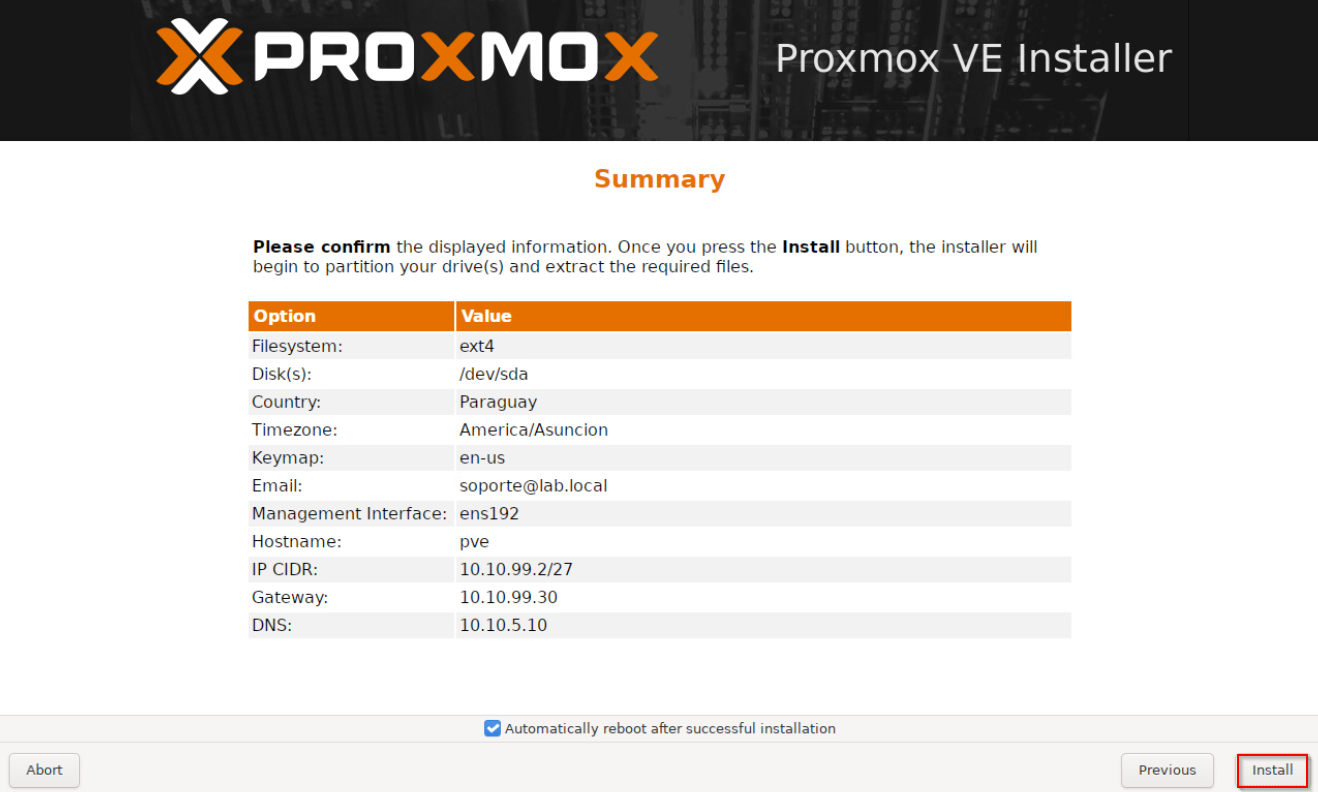 PROXMOX Proxmox VE Installer
Summary
Please confirm the displayed information. Once you press the Install button, the installer will
begin to partition your drive(s) and extract the required files.
Option Value
Filesystem: ext4
Disk(s): /dev/sda
Country: Paraguay
Timezone: America/Asuncion
Keymap: en-us
Email: soporte@lab.local
Management Interface: ens192
Hostname: pve
IP CIDR: 10.10.99.2/27
Gateway: 10.10.99.30
DNS: 10.10.5.10
Automatically reboot after successful installation
Abort Previous Install